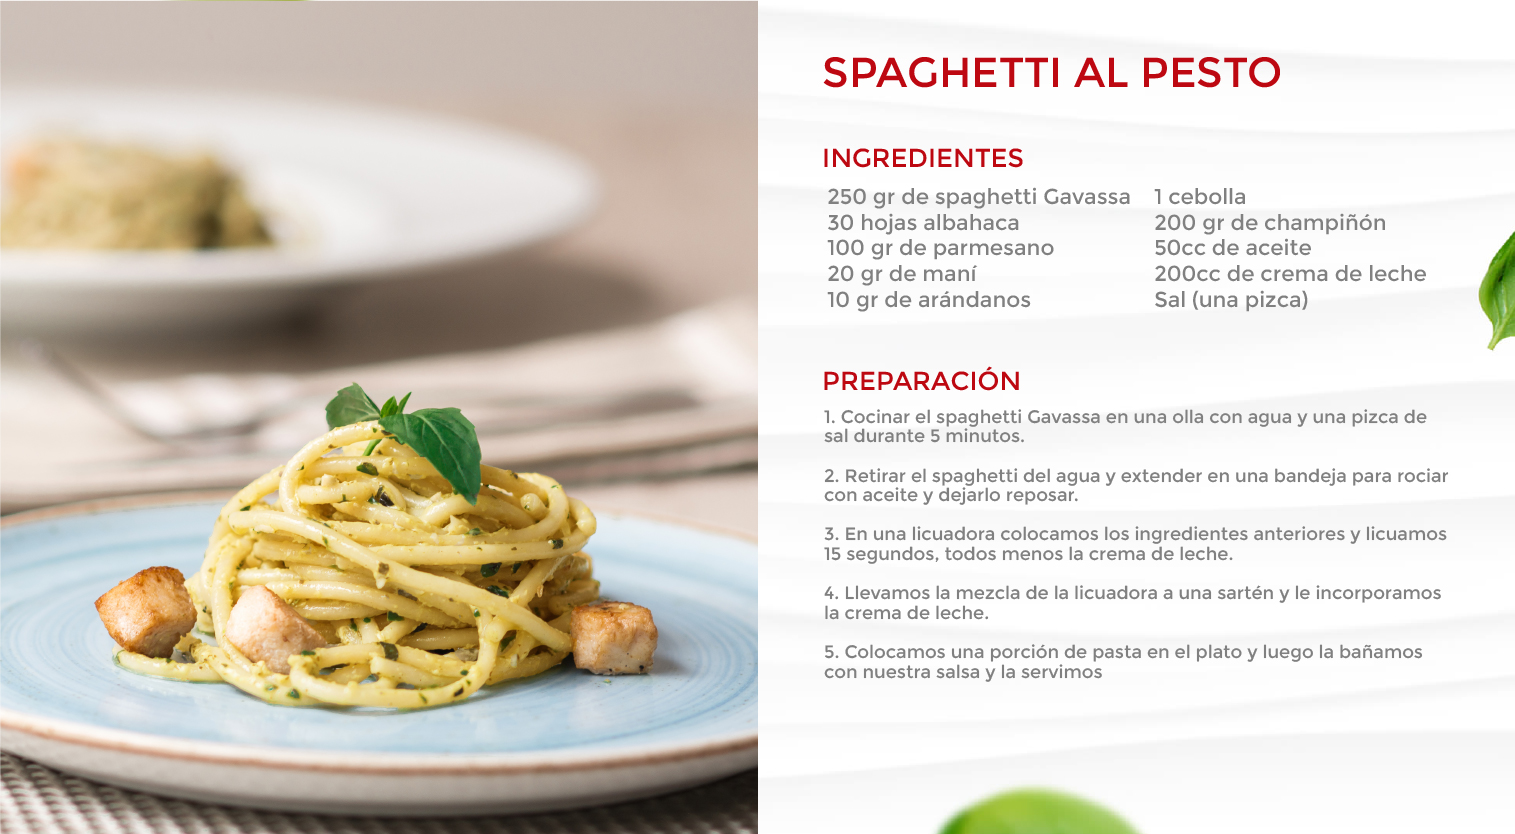 SPAGHETTI AL PESTO
INGREDIENTES
250 gr de spaghetti Gavassa
30 hojas albahaca
100 gr de parmesano
20 gr de maní
10 gr de arándanos
1 cebolla
200 gr de champiñón
50cc de aceite
200cc de crema de leche
Sal (una pizca)
PREPARACIÓN
1. Cocinar el spaghetti Gavassa en una olla con agua y una pizca de
sal durante 5 minutos.
2. Retirar el spaghetti del agua y extender en una bandeja para rociar
con aceite y dejarlo reposar.
3. En una licuadora colocamos los ingredientes anteriores y licuamos
15 segundos, todos menos la crema de leche.
4. Llevamos la mezcla de la licuadora a una sartén y le incorporamos
la crema de leche.
5. Colocamos una porción de pasta en el plato y luego la bañamos
con nuestra salsa y la servimos